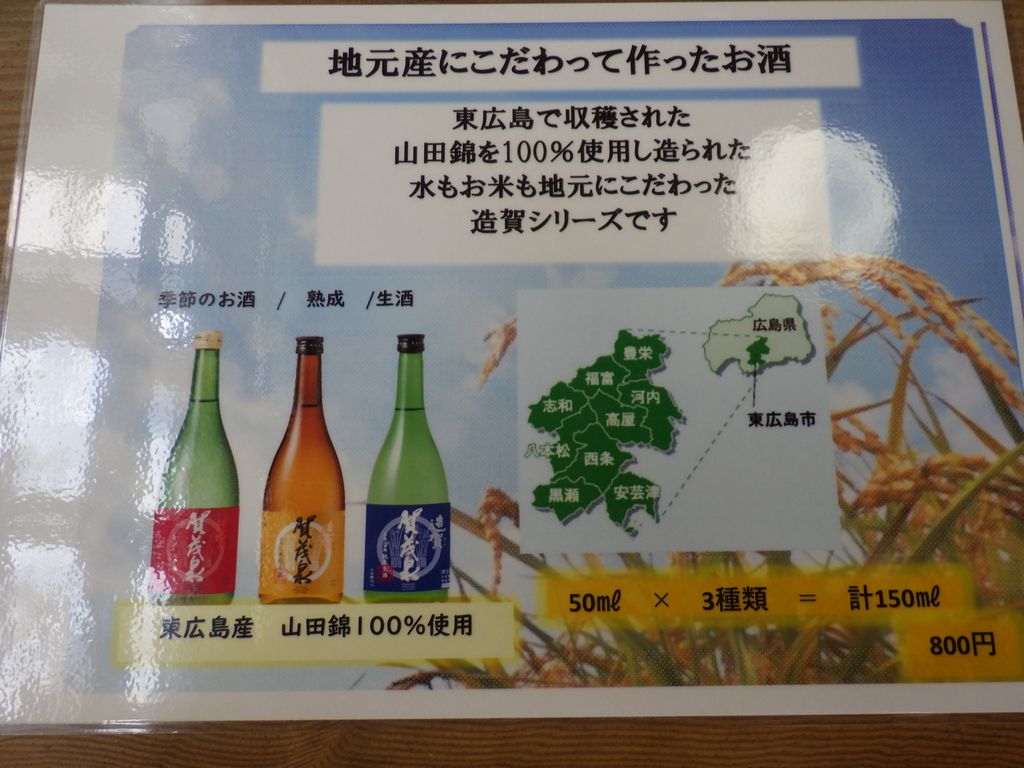 地元産にこだわって作ったお酒
東広島で収穫された
山田錦を100%使用し造られた
水もお米も地元にこだわった
造賀シリーズです
季節のお酒 / 熟成 /生酒
広島県
東広島市
豊栄
福富
河内
志和
高屋
八本松
西条
黒瀬
安芸津
賀茂泉
賀茂泉
賀茂泉
東広島産 山田錦100%使用
50㎖ × 3種類 = 計150㎖
800円